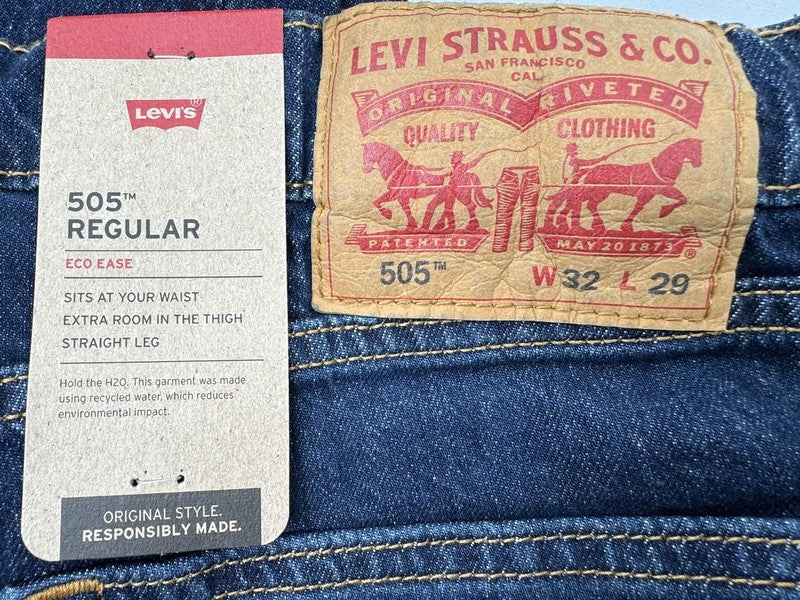 Levi's®
505™
REGULAR
ECO EASE
SITS AT YOUR WAIST
EXTRA ROOM IN THE THIGH
STRAIGHT LEG
Hold the H2O. This garment was made
using recycled water, which reduces
environmental impact.
ORIGINAL STYLE.
RESPONSIBLY MADE.
LEVI STRAUSS & CO.
SAN FRANCISCO
CAL.
ORIGINAL RIVETED
QUALITY CLOTHING
PATENTED MAY 20 1873 ®
505™ W 32 L 29